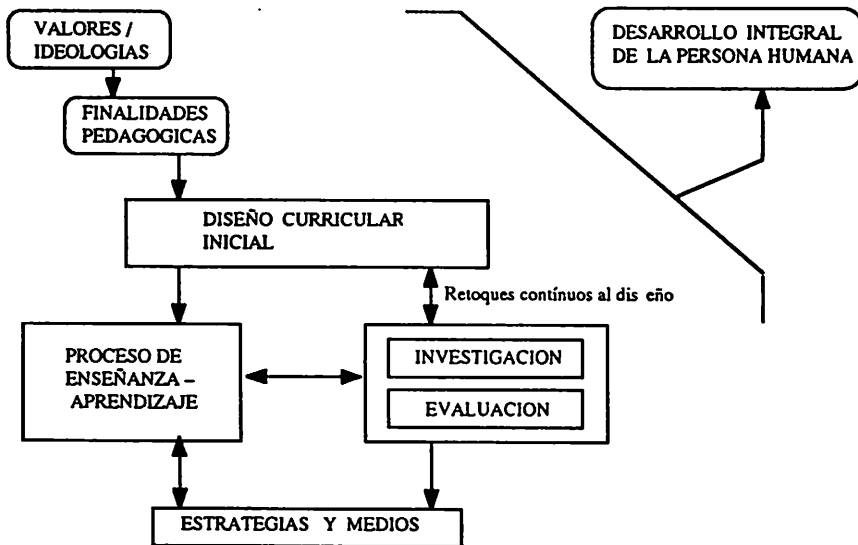 VALORES /
IDEOLOGIAS
DESARROLLO INTEGRAL
DE LA PERSONA HUMANA
FINALIDADES
PEDAGOGICAS
DISEÑO CURRICULAR
INICIAL
Retoques contínuos al dis eño
PROCESO DE
ENSEÑANZA –
APRENDIZAJE
INVESTIGACION
EVALUACION
ESTRATEGIAS Y MEDIOS